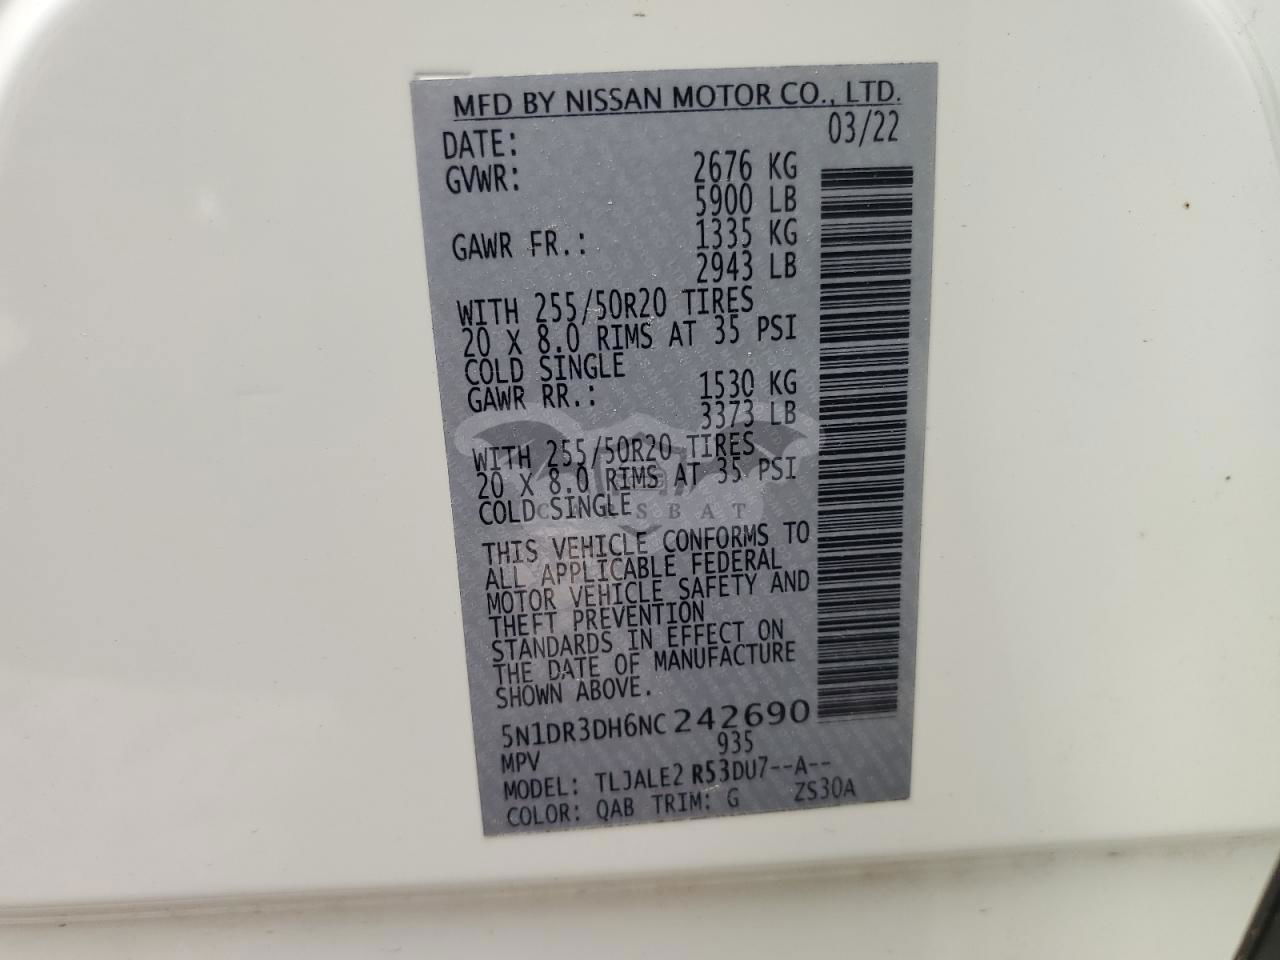 MFD BY NISSAN MOTOR CO., LTD.
DATE: 03/22
GVWR: 2676 KG
5900 LB
GAWR FR.: 1335 KG
2943 LB
WITH 255/50R20 TIRES
20 X 8.0 RIMS AT 35 PSI
COLD SINGLE
GAWR RR.: 1530 KG
3373 LB
WITH 255/50R20 TIRES
20 X 8.0 RIMS AT 35 PSI
COLD SINGLE
CARSBAT
THIS VEHICLE CONFORMS TO
ALL APPLICABLE FEDERAL
MOTOR VEHICLE SAFETY AND
THEFT PREVENTION
STANDARDS IN EFFECT ON
THE DATE OF MANUFACTURE
SHOWN ABOVE.
5N1DR3DH6NC242690
MPV 935
MODEL: TLJALE2 R53DU7--A--
COLOR: QAB TRIM: G ZS30A